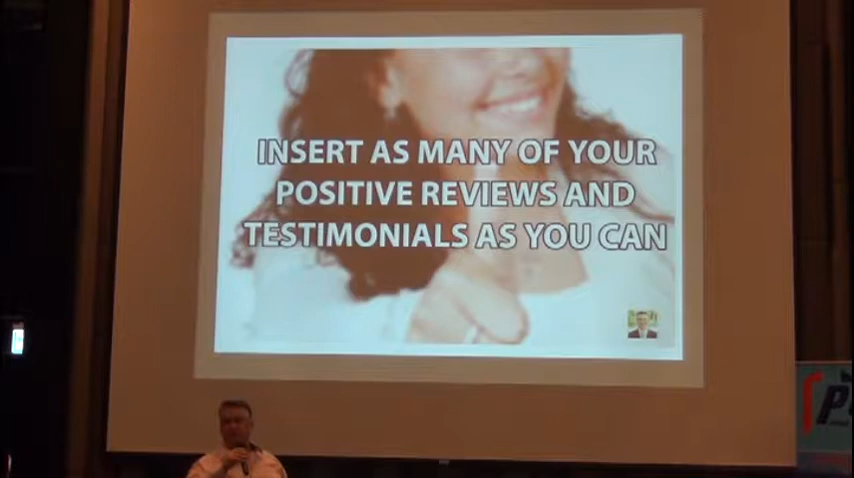 INSERT AS MANY OF YOUR
POSITIVE REVIEWS AND
TESTIMONIALS AS YOU CAN